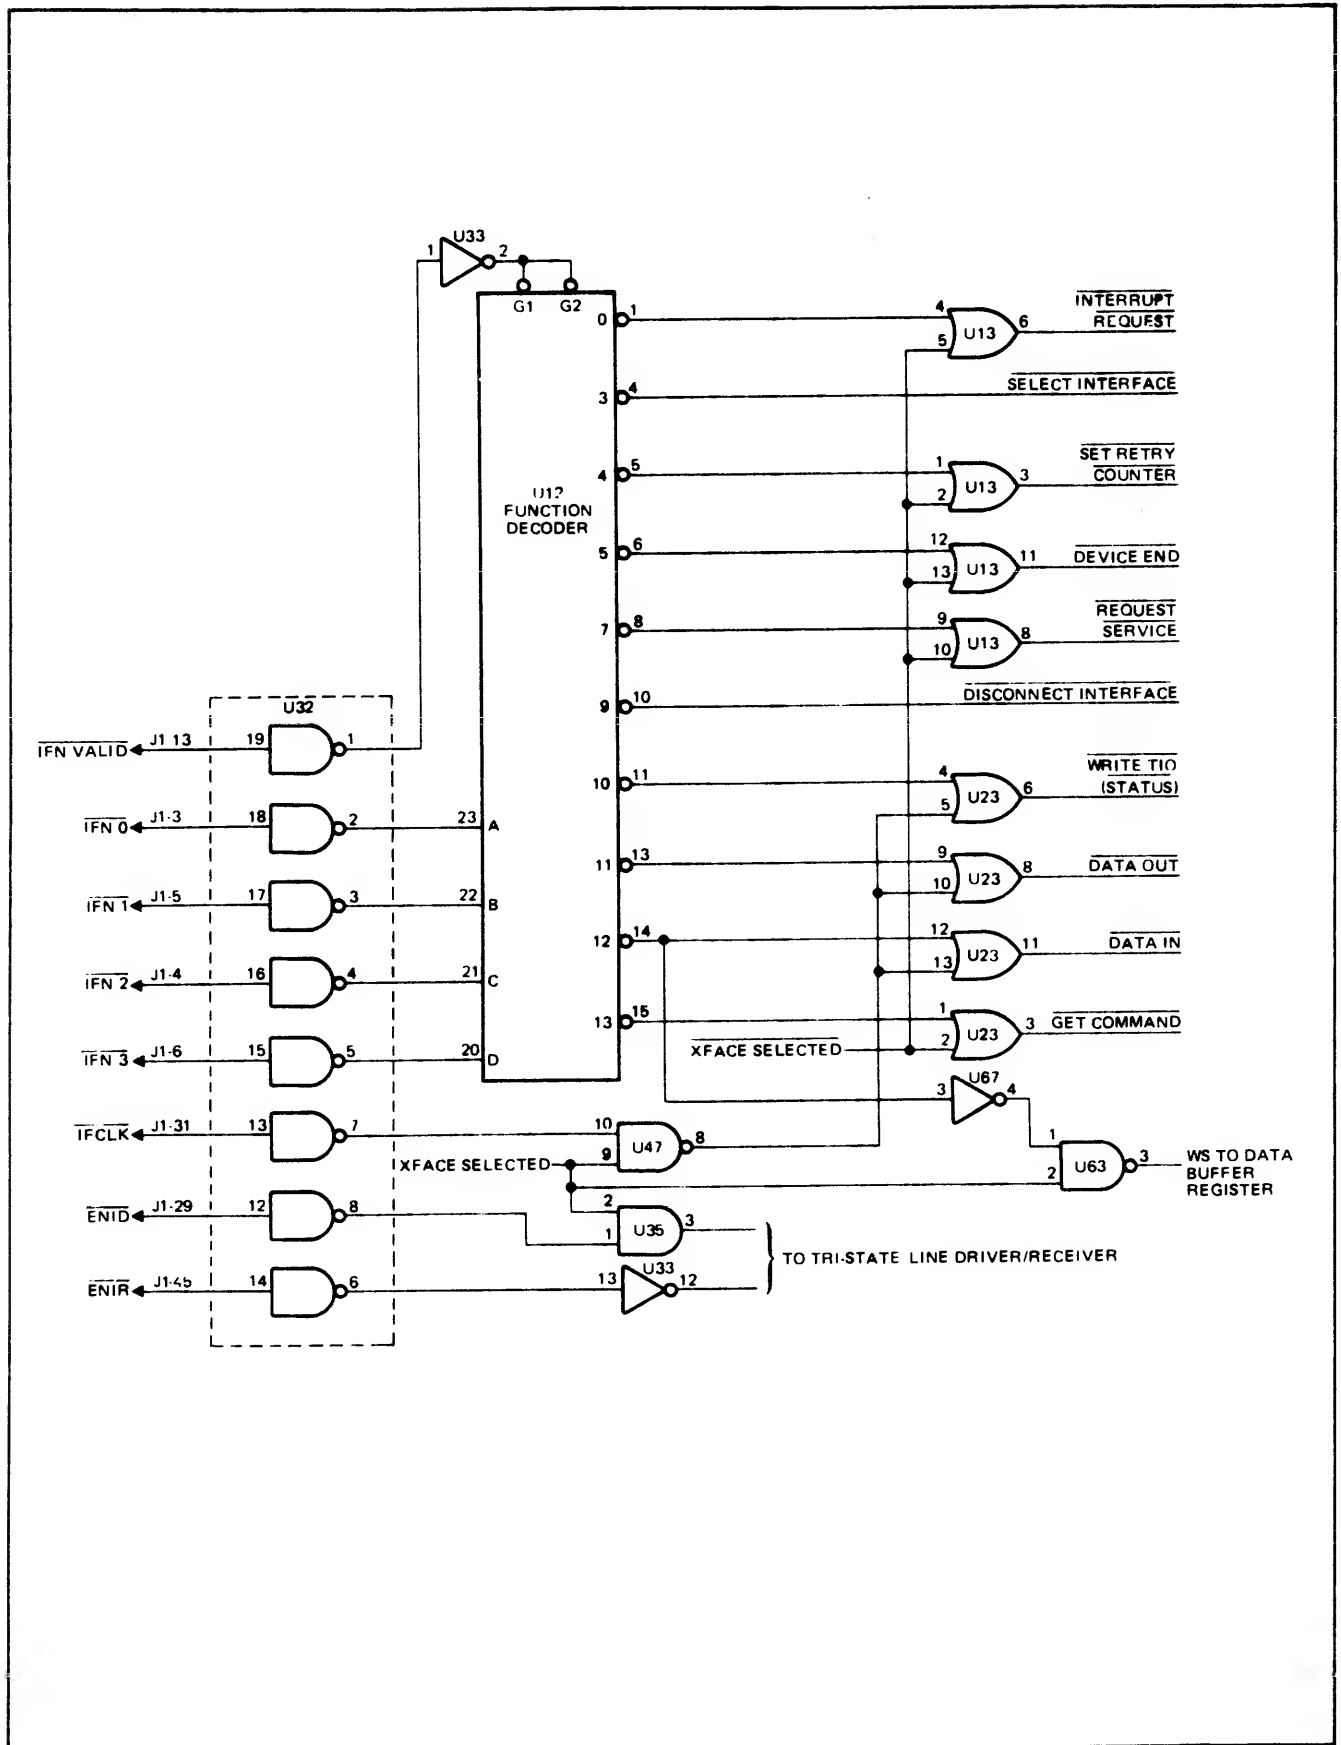 U33
1
2
G1 G2
0 1
4
U13
6
5
INTERRUPT
REQUEST
3 4
SELECT INTERFACE
4 5
1
U13
3
2
SET RETRY
COUNTER
U12
FUNCTION
DECODER
5 6
12
U13
11
13
DEVICE END
7 8
9
U13
8
10
REQUEST
SERVICE
9 10
DISCONNECT INTERFACE
U32
IFN VALID J1 13 19 1
10 11
4
U23
6
5
WRITE TIO
(STATUS)
IFN 0 J1-3 18 2 23 A
11 13
9
U23
8
10
DATA OUT
IFN 1 J1-5 17 3 22 B
12 14
12
U23
11
13
DATA IN
IFN 2 J1-4 16 4 21 C
13 15
1
U23
3
2
GET COMMAND
XFACE SELECTED
IFN 3 J1-6 15 5 20 D
U67
3 4
IFCLK J1-31 13 7
10
U47
8
9
XFACE SELECTED
1
U63
3
2
WS TO DATA
BUFFER
REGISTER
ENID J1-29 12 8
2
U35
3
1
TO TRI-STATE LINE DRIVER/RECEIVER
ENIR J1-45 14 6
U33
13 12